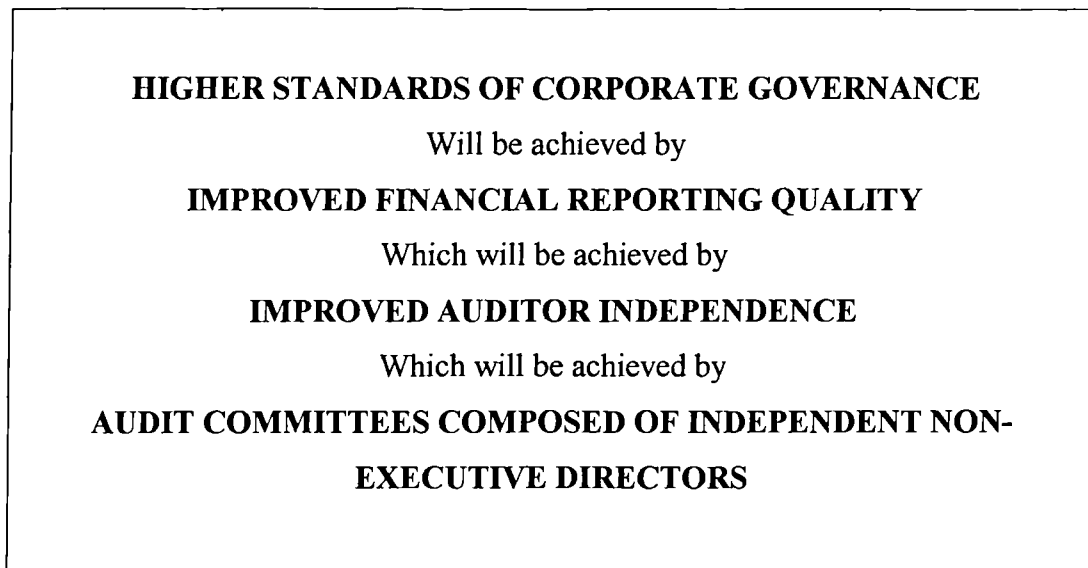 HIGHER STANDARDS OF CORPORATE GOVERNANCE
Will be achieved by
IMPROVED FINANCIAL REPORTING QUALITY
Which will be achieved by
IMPROVED AUDITOR INDEPENDENCE
Which will be achieved by
AUDIT COMMITTEES COMPOSED OF INDEPENDENT NON-
EXECUTIVE DIRECTORS